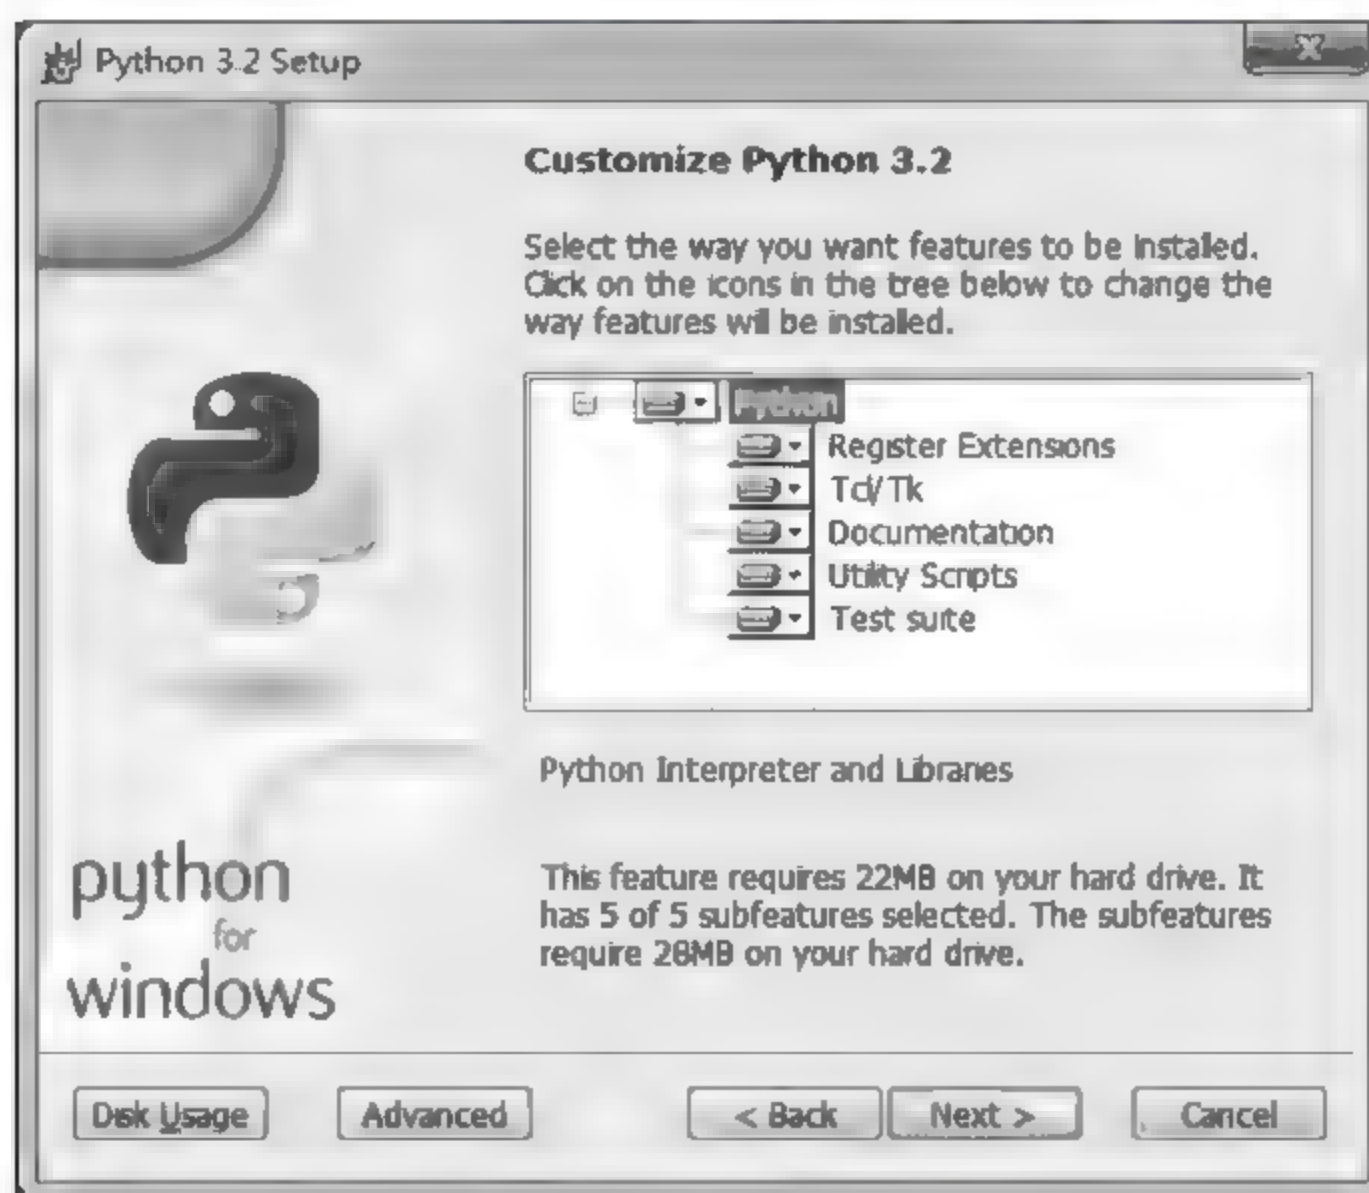 Python 3.2 Setup
Customize Python 3.2
Select the way you want features to be installed.
Click on the icons in the tree below to change the
way features will be installed.
Python
Register Extensions
Tcl/Tk
Documentation
Utility Scripts
Test suite
Python Interpreter and Libraries
This feature requires 22MB on your hard drive. It
has 5 of 5 subfeatures selected. The subfeatures
require 28MB on your hard drive.
python
for
windows
Disk Usage
Advanced
< Back
Next >
Cancel